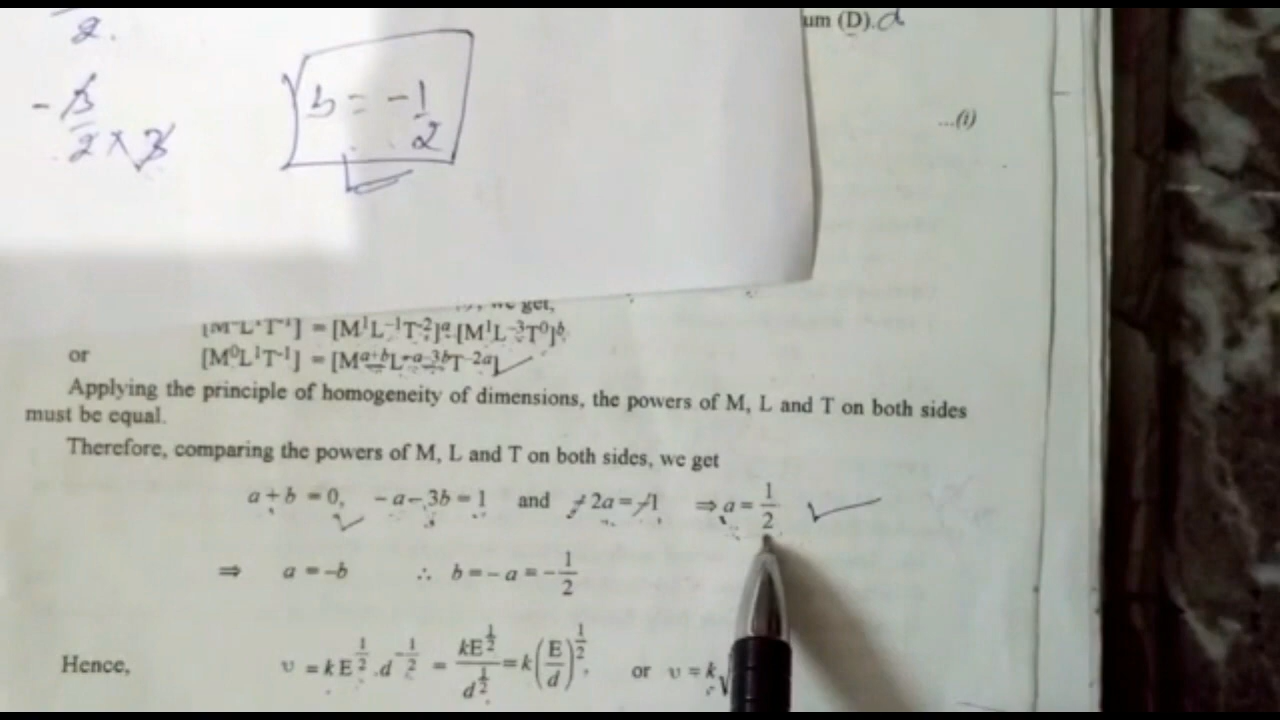 2.
um (D). d
- 3/2 × 3
b = -1/2
...(i)
we get,
[M L T ] = [M¹L⁻¹T⁻²]ᵃ [M¹L⁻³T⁰]ᵇ
or [M⁰L¹T⁻¹] = [Mᵃ⁺ᵇL⁻ᵃ⁻³ᵇT⁻²ᵃ]
Applying the principle of homogeneity of dimensions, the powers of M, L and T on both sides
must be equal.
Therefore, comparing the powers of M, L and T on both sides, we get
a + b = 0, - a - 3b = 1 and - 2a = -1 ⇒ a = 1/2
⇒ a = -b ∴ b = - a = - 1/2
Hence, υ = k E^(1/2) .d^(-1/2) = kE^(1/2)/d^(1/2) = k(E/d)^(1/2), or υ = k√